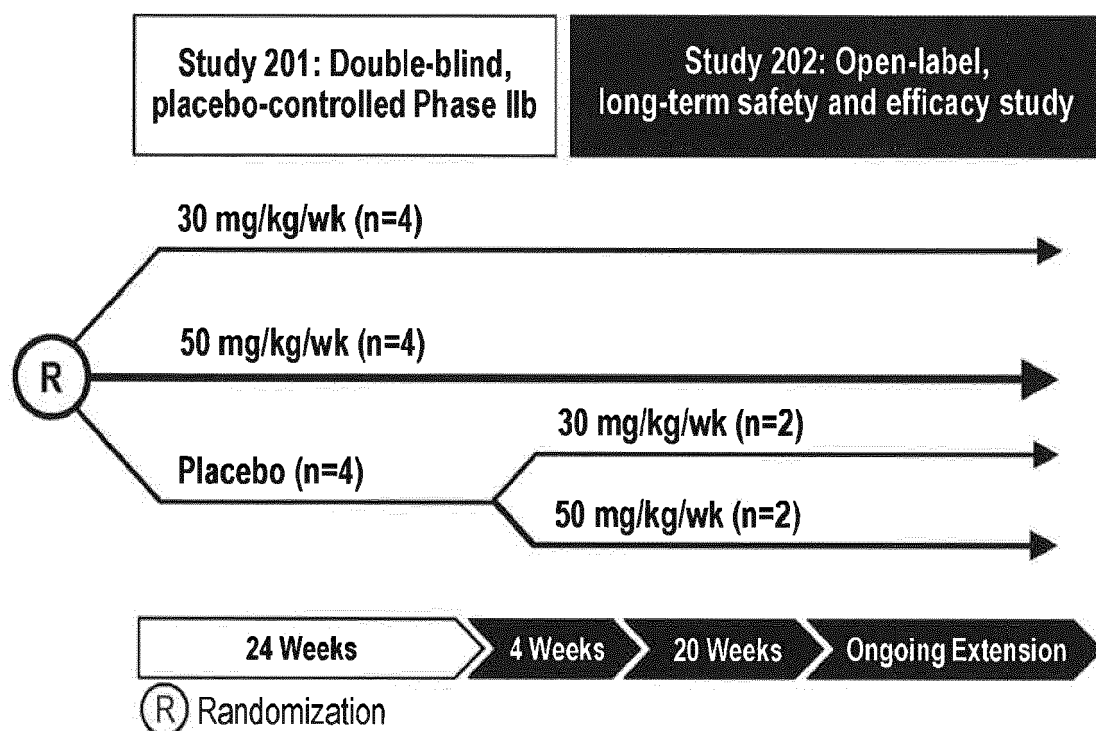 Study 201: Double-blind,
placebo-controlled Phase IIb
Study 202: Open-label,
long-term safety and efficacy study
30 mg/kg/wk (n=4)
50 mg/kg/wk (n=4)
R
30 mg/kg/wk (n=2)
Placebo (n=4)
50 mg/kg/wk (n=2)
24 Weeks
4 Weeks
20 Weeks
Ongoing Extension
R Randomization